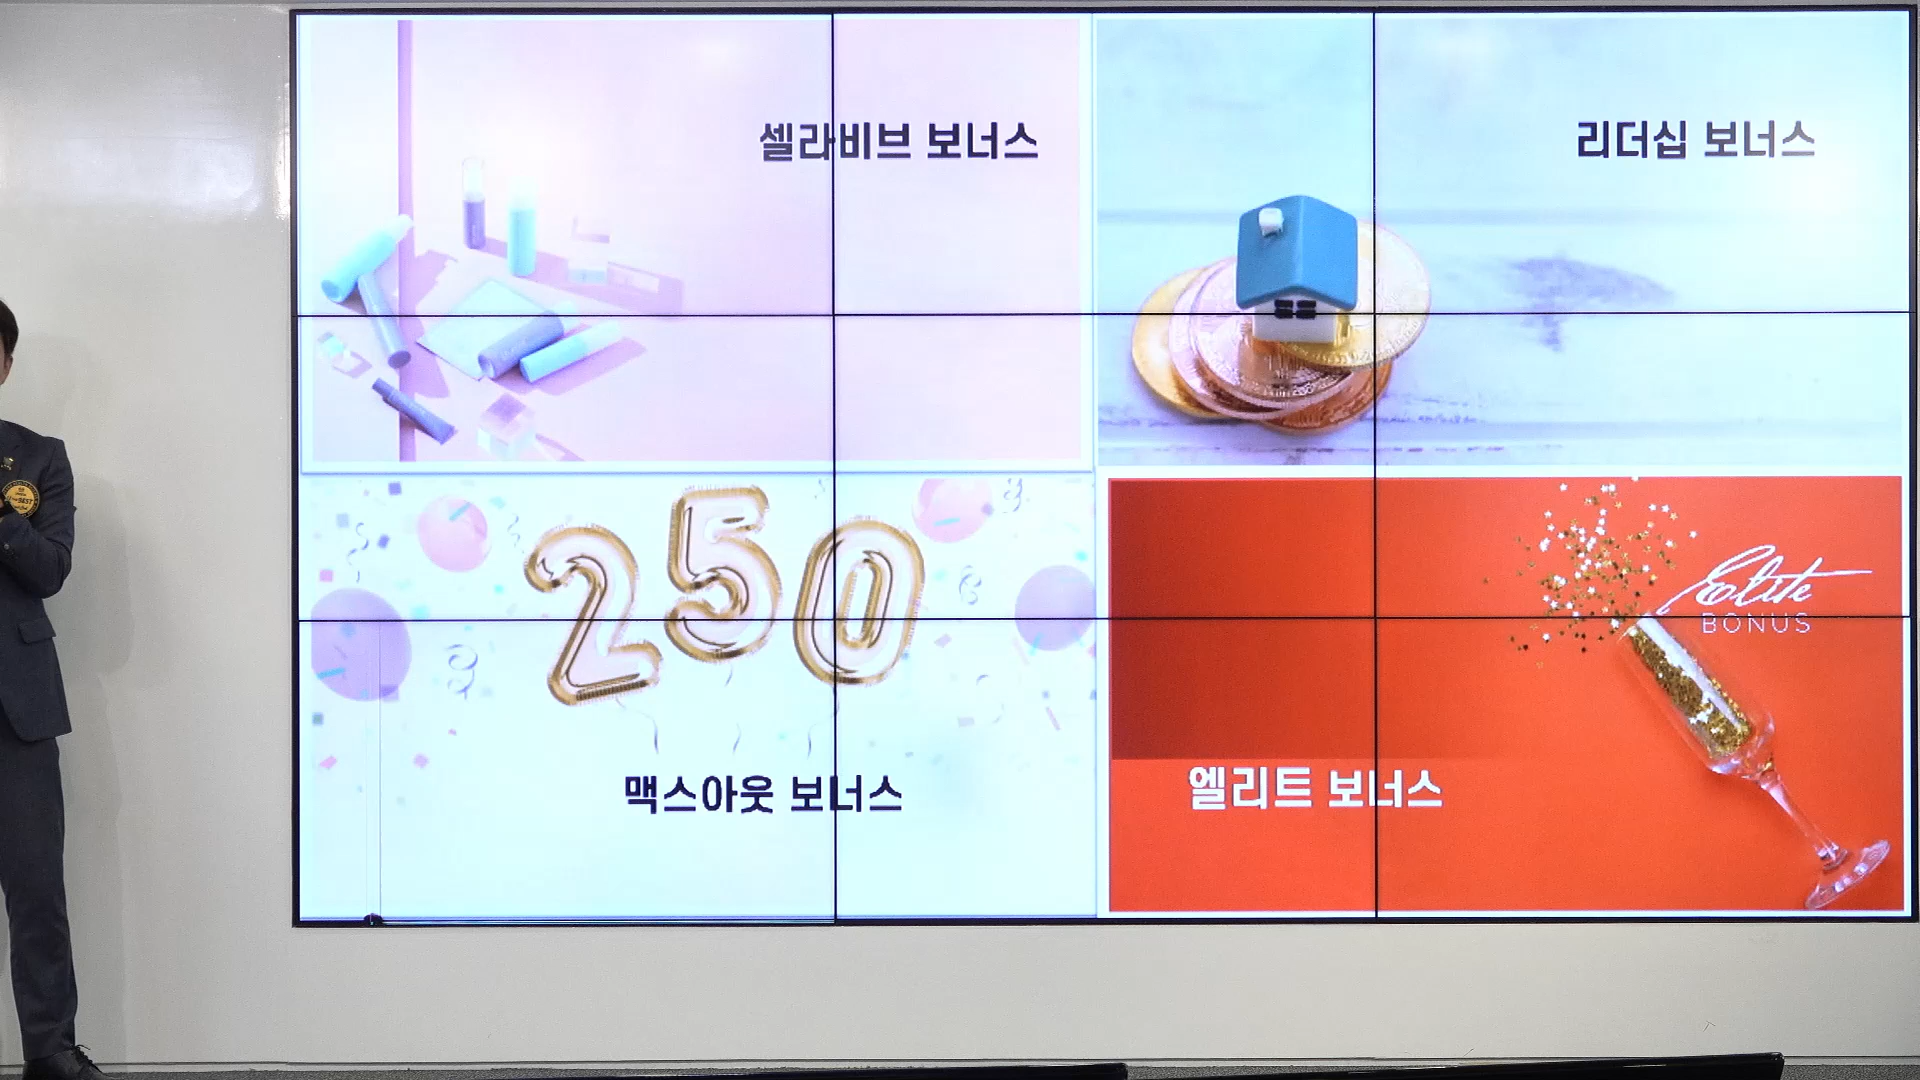 셀라비브 보너스
리더십 보너스
250
맥스아웃 보너스
Elite
BONUS
엘리트 보너스
BEST